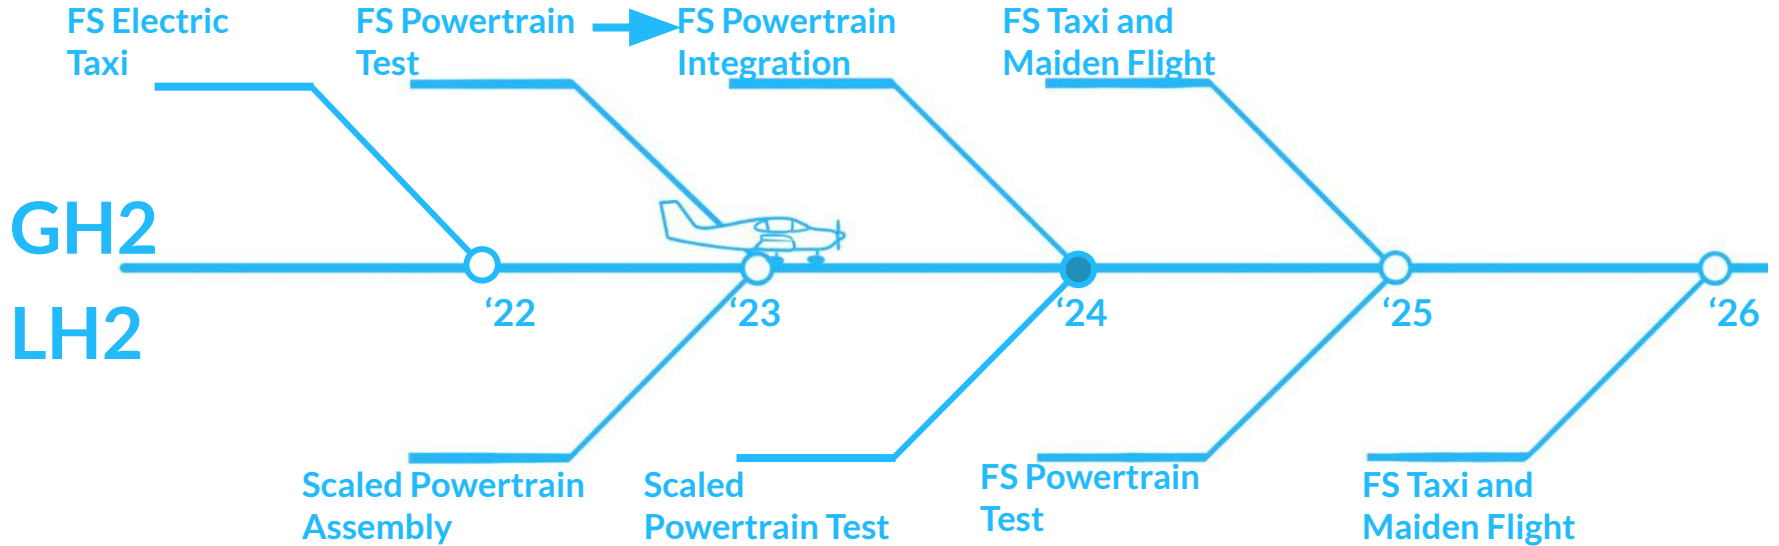 FS Electric
Taxi
FS Powertrain
Test
FS Powertrain
Integration
FS Taxi and
Maiden Flight
GH2
LH2
‘22
‘23
‘24
‘25
‘26
Scaled Powertrain
Assembly
Scaled
Powertrain Test
FS Powertrain
Test
FS Taxi and
Maiden Flight